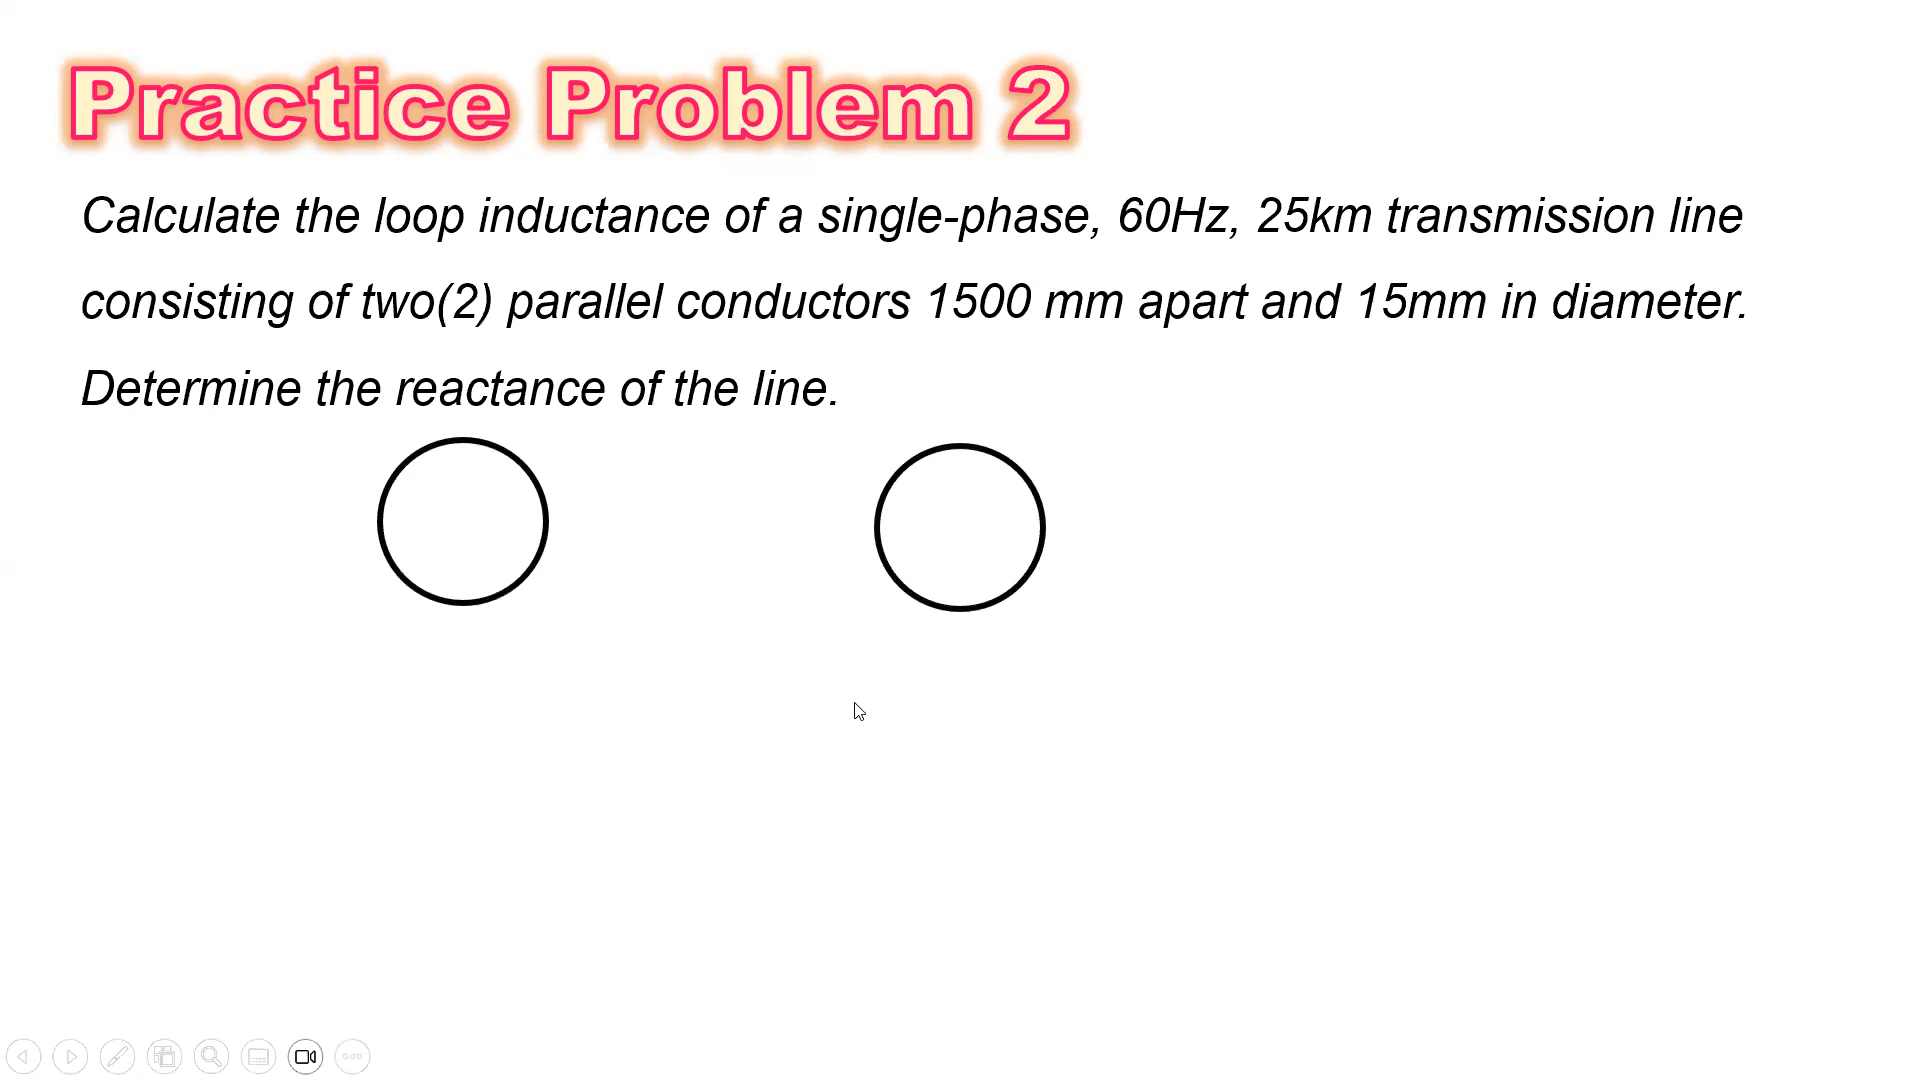 Practice Problem 2
Calculate the loop inductance of a single-phase, 60Hz, 25km transmission line
consisting of two(2) parallel conductors 1500 mm apart and 15mm in diameter.
Determine the reactance of the line.